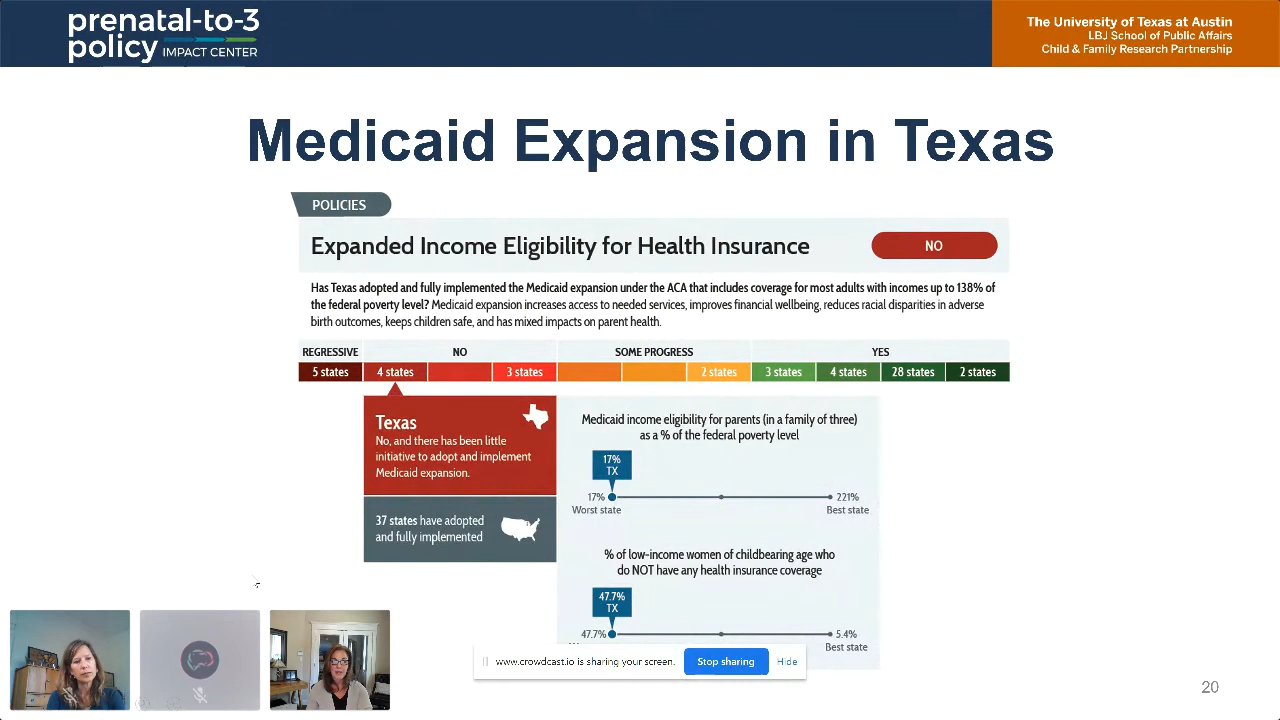 prenatal-to-3
policy IMPACT CENTER
The University of Texas at Austin
LBJ School of Public Affairs
Child & Family Research Partnership
Medicaid Expansion in Texas
POLICIES
Expanded Income Eligibility for Health Insurance
NO
Has Texas adopted and fully implemented the Medicaid expansion under the ACA that includes coverage for most adults with incomes up to 138% of
the federal poverty level? Medicaid expansion increases access to needed services, improves financial wellbeing, reduces racial disparities in adverse
birth outcomes, keeps children safe, and has mixed impacts on parent health.
REGRESSIVE NO SOME PROGRESS YES
5 states 4 states 3 states 2 states 3 states 4 states 28 states 2 states
Texas
No, and there has been little
initiative to adopt and implement
Medicaid expansion.
37 states have adopted
and fully implemented
Medicaid income eligibility for parents (in a family of three)
as a % of the federal poverty level
17%
TX
17% 221%
Worst state Best state
% of low-income women of childbearing age who
do NOT have any health insurance coverage
47.7%
TX
47.7% 5.4%
Best state
www.crowdcast.io is sharing your screen. Stop sharing Hide
20